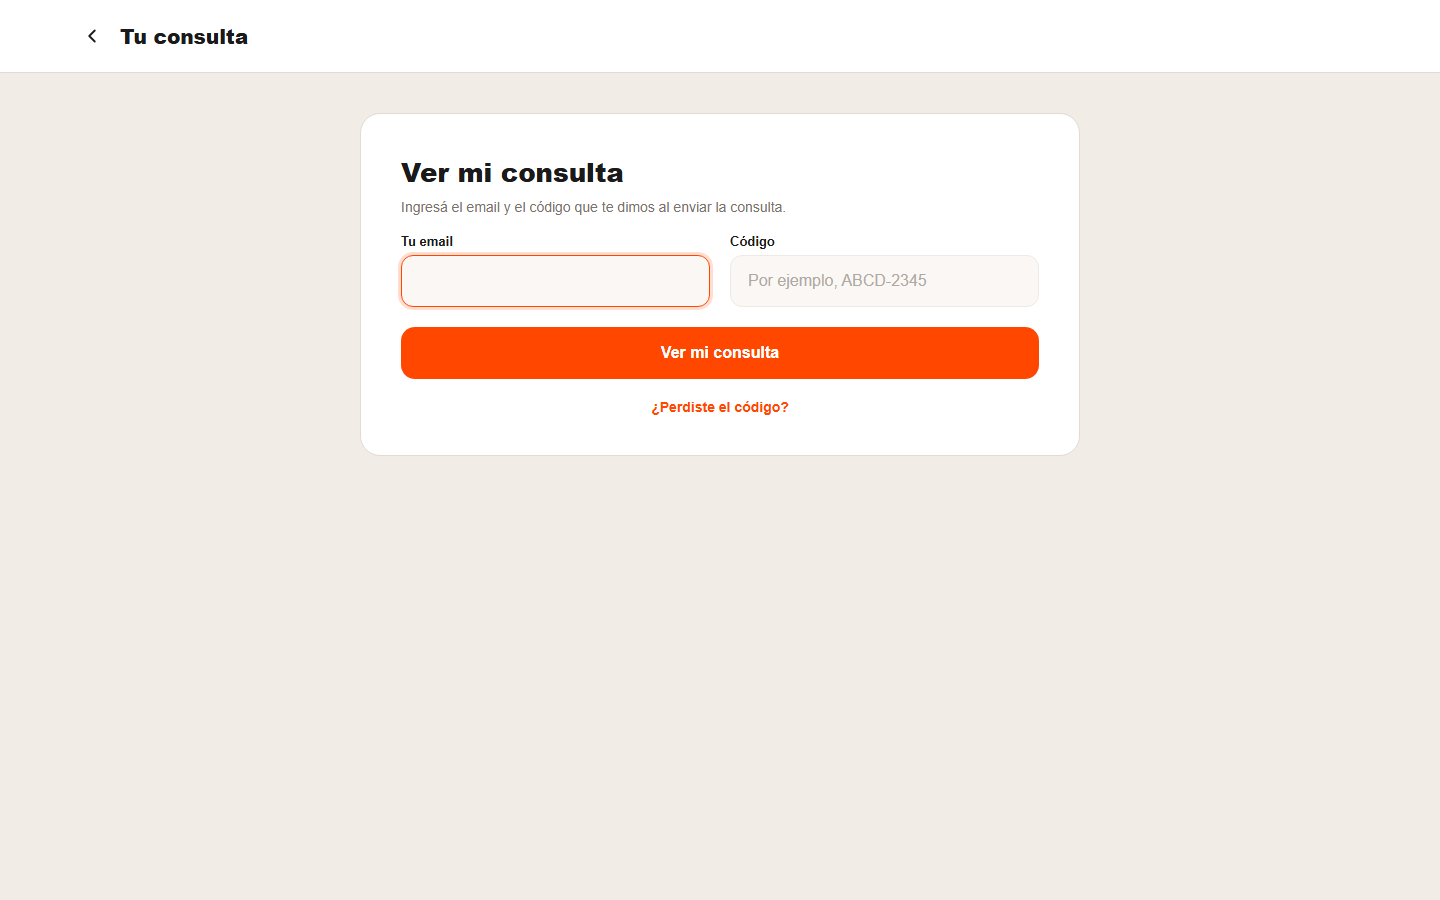 Tu consulta
Ver mi consulta
Ingresá el email y el código que te dimos al enviar la consulta.
Tu email
Código
Por ejemplo, ABCD-2345
Ver mi consulta
¿Perdiste el código?